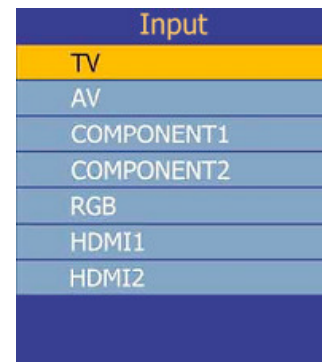 Input
TV
AV
COMPONENT1
COMPONENT2
RGB
HDMI1
HDMI2